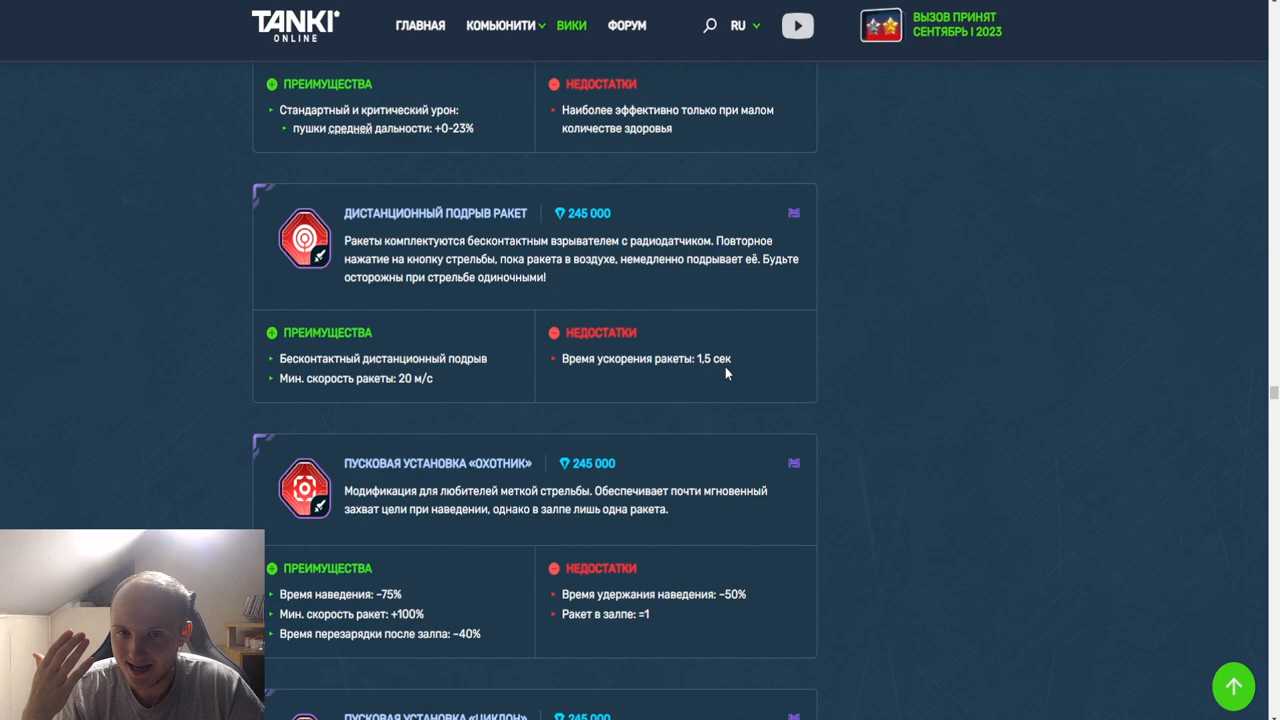 TANKI
ONLINE
ГЛАВНАЯ
КОМЬЮНИТИ
ВИКИ
ФОРУМ
RU
ВЫЗОВ ПРИНЯТ
СЕНТЯБРЬ I 2023
ПРЕИМУЩЕСТВА
Стандартный и критический урон:
пушки средней дальности: +0-23%
НЕДОСТАТКИ
Наиболее эффективно только при малом
количестве здоровья
ДИСТАНЦИОННЫЙ ПОДРЫВ РАКЕТ
245 000
Ракеты комплектуются бесконтактным взрывателем с радиодатчиком. Повторное
нажатие на кнопку стрельбы, пока ракета в воздухе, немедленно подрывает её. Будьте
осторожны при стрельбе одиночными!
ПРЕИМУЩЕСТВА
Бесконтактный дистанционный подрыв
Мин. скорость ракеты: 20 м/с
НЕДОСТАТКИ
Время ускорения ракеты: 1,5 сек
ПУСКОВАЯ УСТАНОВКА «ОХОТНИК»
245 000
Модификация для любителей меткой стрельбы. Обеспечивает почти мгновенный
захват цели при наведении, однако в залпе лишь одна ракета.
ПРЕИМУЩЕСТВА
Время наведения: −75%
Мин. скорость ракет: +100%
Время перезарядки после залпа: −40%
НЕДОСТАТКИ
Время удержания наведения: −50%
Ракет в залпе: =1
ПУСКОВАЯ УСТАНОВКА «ЦИКЛОН»
245 000